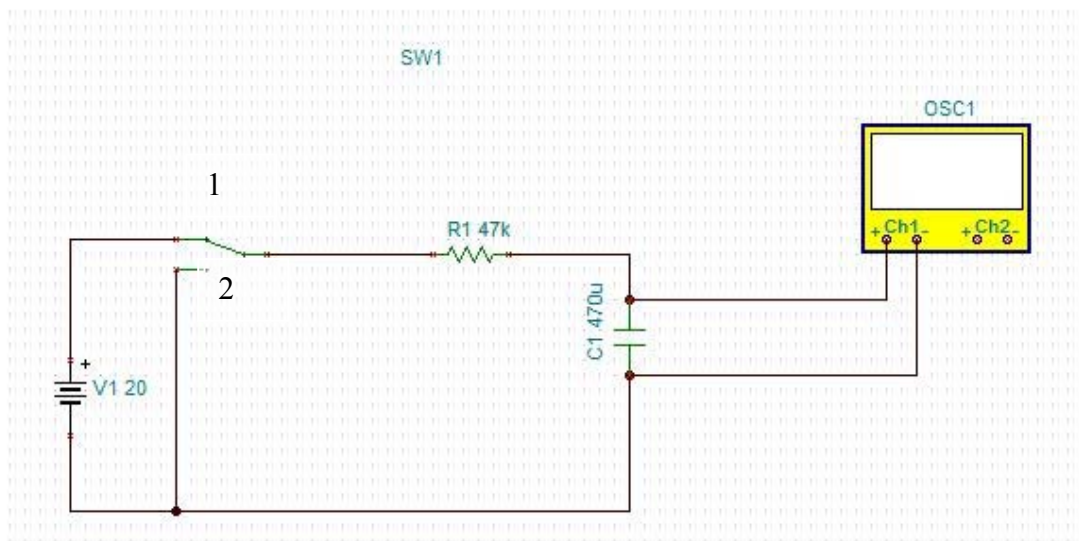 SW1
OSC1
1
+ Ch1 - + Ch2 -
R1 47k
2
C1 470u
+
V1 20